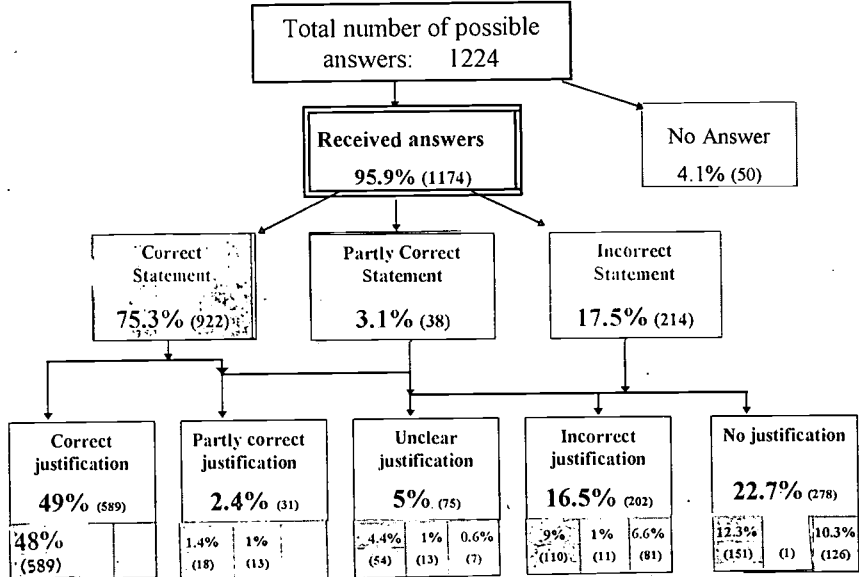 Total number of possible
answers: 1224
Received answers
95.9% (1174)
No Answer
4.1% (50)
Correct
Statement
75.3% (922)
Partly Correct
Statement
3.1% (38)
Incorrect
Statement
17.5% (214)
Correct
justification
49% (589)
48%
(589)
Partly correct
justification
2.4% (31)
1.4% 1%
(18) (13)
Unclear
justification
5% (75)
4.4% 1% 0.6%
(54) (13) (7)
Incorrect
justification
16.5% (202)
9% 1% 6.6%
(110) (11) (81)
No justification
22.7% (278)
12.3% 10.3%
(151) (1) (126)